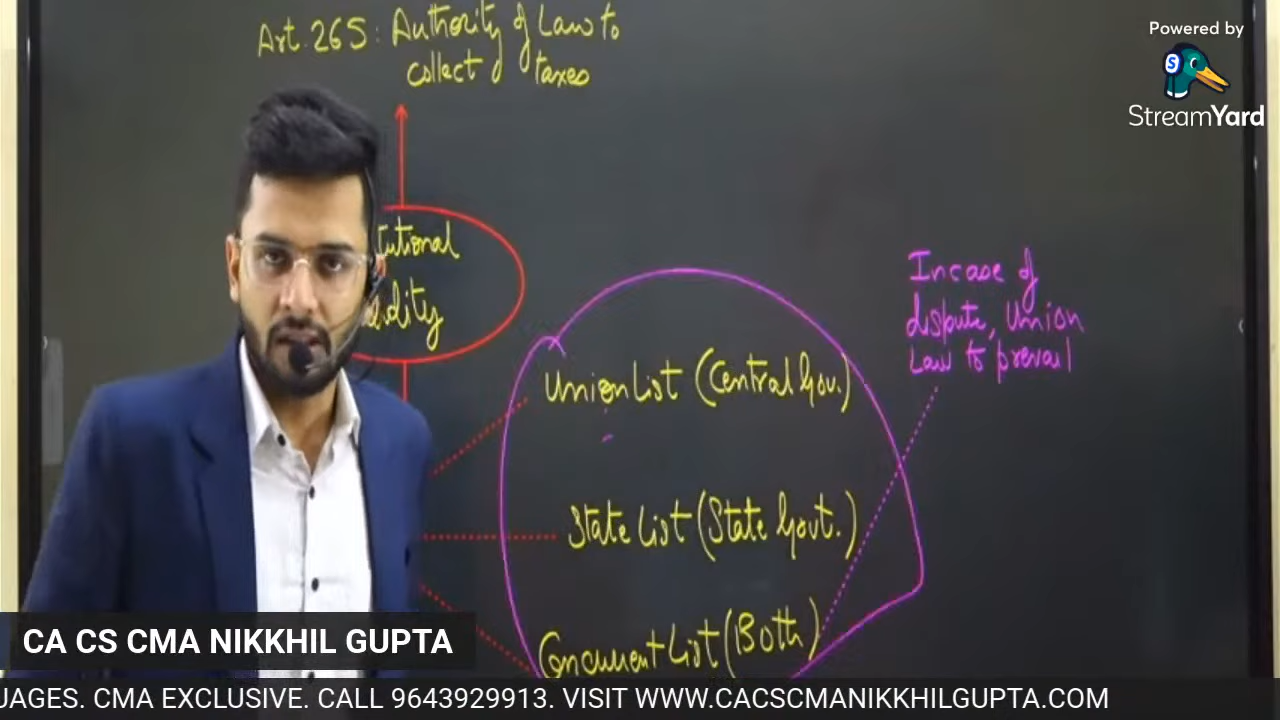 Art. 265: Authority of Law to
collect taxes
Powered by
StreamYard
tutional
dity
Incase of
dispute, Union
Law to prevail
Union List (Central Gov.)
State List (State Govt.)
Concurrent List (Both)
CA CS CMA NIKKHIL GUPTA
UAGES. CMA EXCLUSIVE. CALL 9643929913. VISIT WWW.CACSCMANIKKHILGUPTA.COM